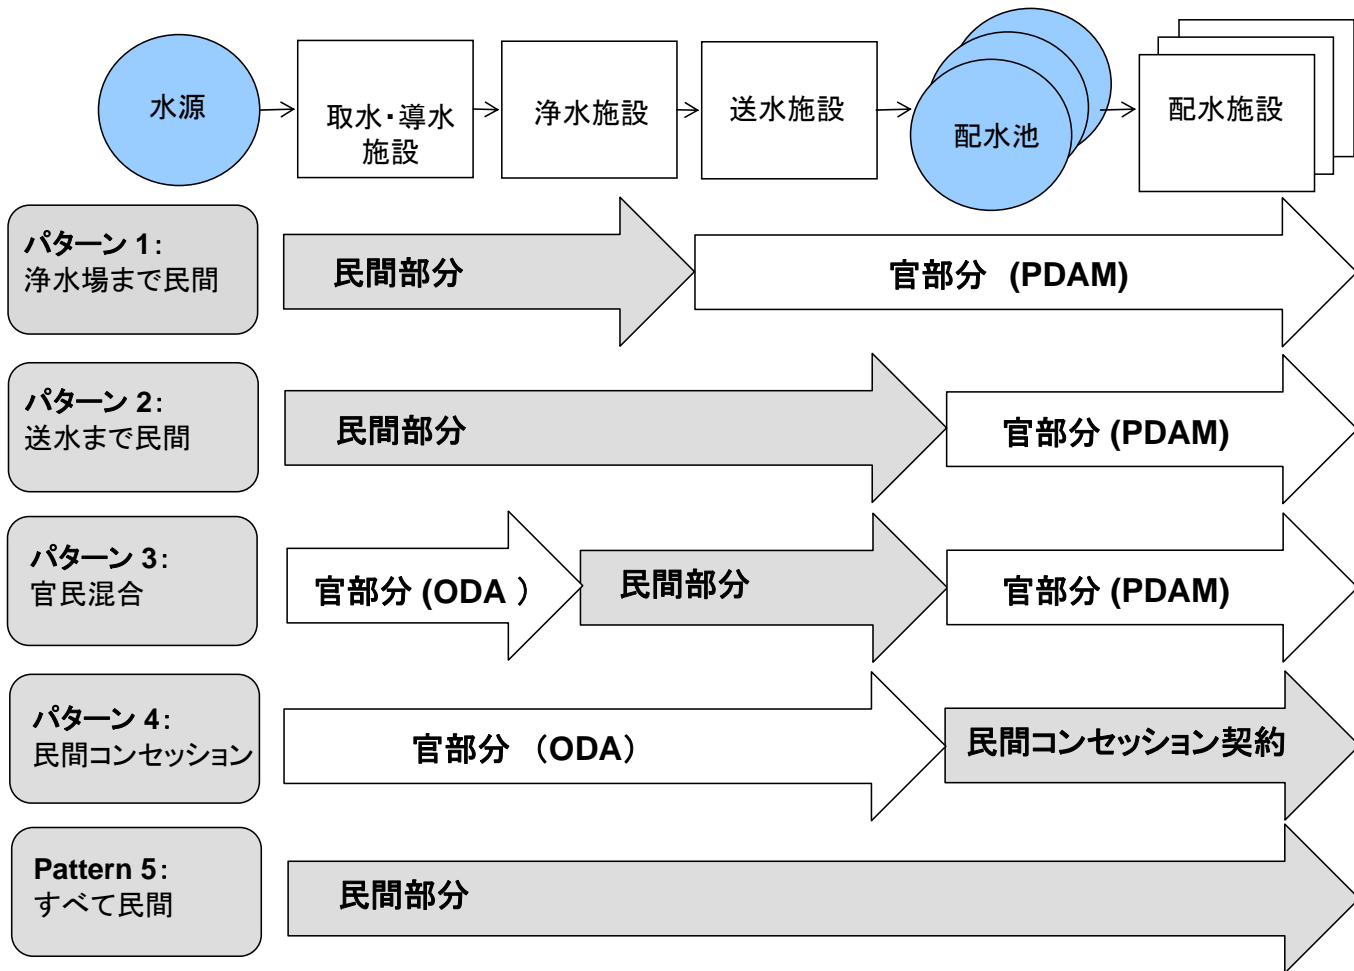 水源
取水・導水
施設
浄水施設
送水施設
配水池
配水施設
パターン 1：
浄水場まで民間
民間部分
官部分 (PDAM)
パターン 2：
送水まで民間
民間部分
官部分 (PDAM)
パターン 3：
官民混合
官部分 (ODA ）
民間部分
官部分 (PDAM)
パターン 4：
民間コンセッション
官部分 （ODA）
民間コンセッション契約
Pattern 5：
すべて民間
民間部分